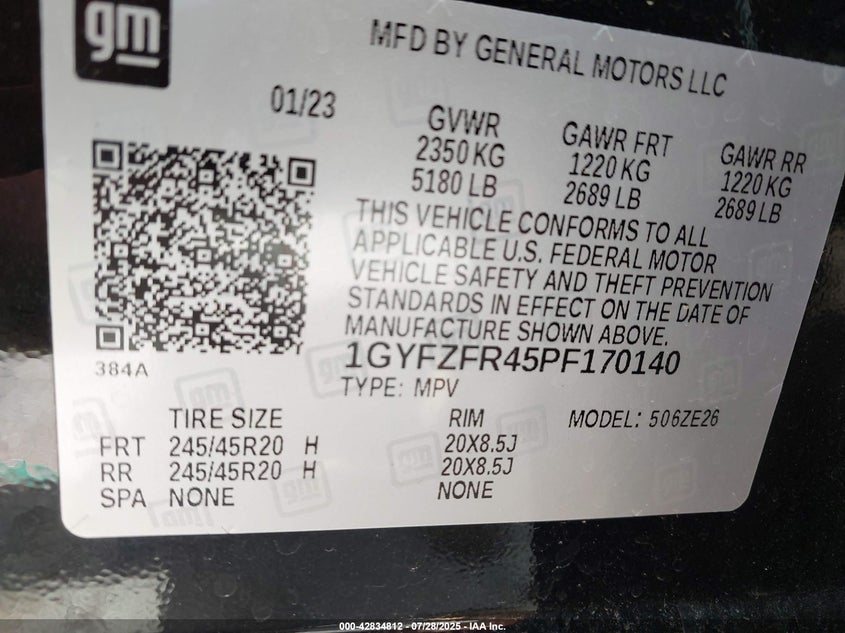 gm
MFD BY GENERAL MOTORS LLC
01/23
GVWR
2350 KG
5180 LB
GAWR FRT
1220 KG
2689 LB
GAWR RR
1220 KG
2689 LB
THIS VEHICLE CONFORMS TO ALL
APPLICABLE U.S. FEDERAL MOTOR
VEHICLE SAFETY AND THEFT PREVENTION
STANDARDS IN EFFECT ON THE DATE OF
MANUFACTURE SHOWN ABOVE.
384A
1GYFZFR45PF170140
TYPE: MPV
TIRE SIZE RIM MODEL: 506ZE26
FRT 245/45R20 H 20X8.5J
RR 245/45R20 H 20X8.5J
SPA NONE NONE
000-42834812 - 07/28/2025 - IAA Inc.